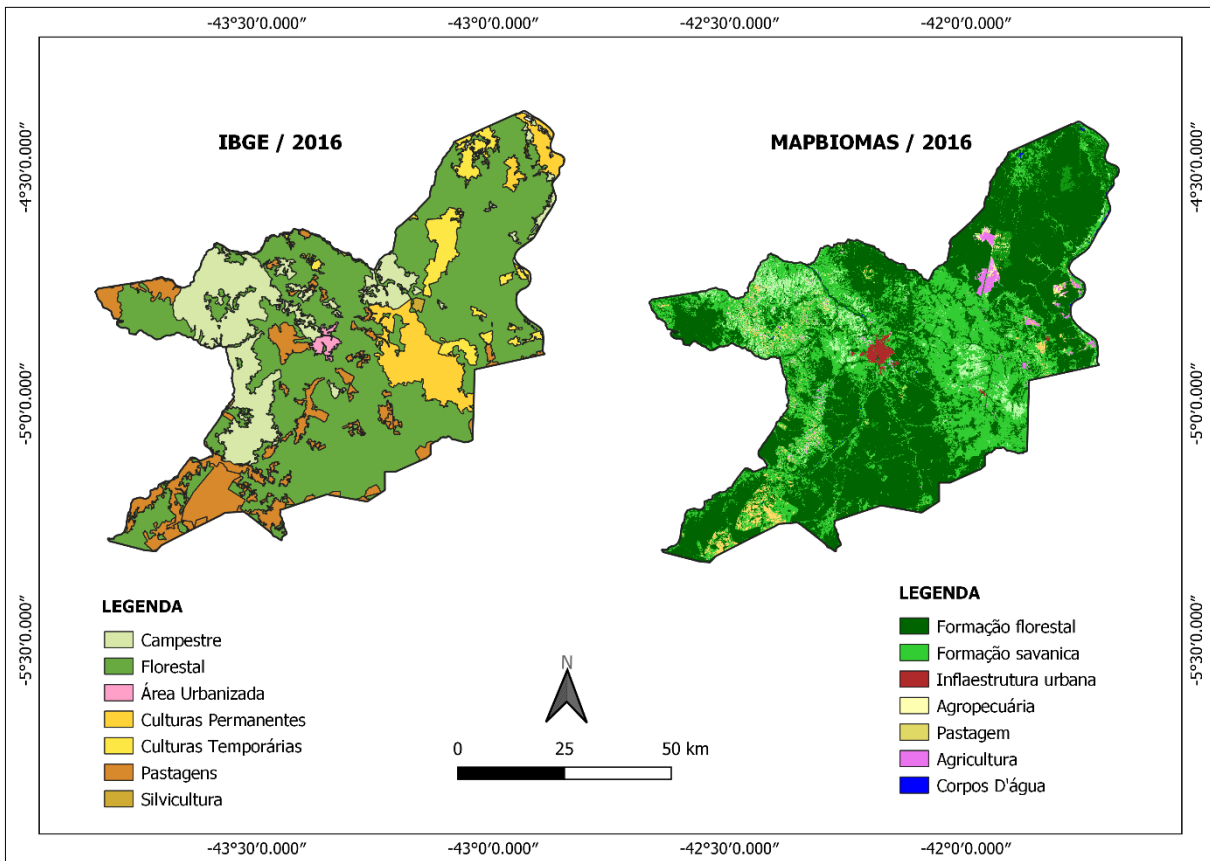 -43°30'0.000"
-43°0'0.000"
-42°30'0.000"
-42°0'0.000"
-4°30'0.000"
-4°30'0.000"
IBGE / 2016
MAPBIOMAS / 2016
-5°0'0.000"
-5°0'0.000"
-5°30'0.000"
-5°30'0.000"
LEGENDA
Campestre
Florestal
Área Urbanizada
Culturas Permanentes
Culturas Temporárias
Pastagens
Silvicultura
N
0 25 50 km
LEGENDA
Formação florestal
Formação savanica
Inflaestrutura urbana
Agropecuária
Pastagem
Agricultura
Corpos D'água
-43°30'0.000"
-43°0'0.000"
-42°30'0.000"
-42°0'0.000"